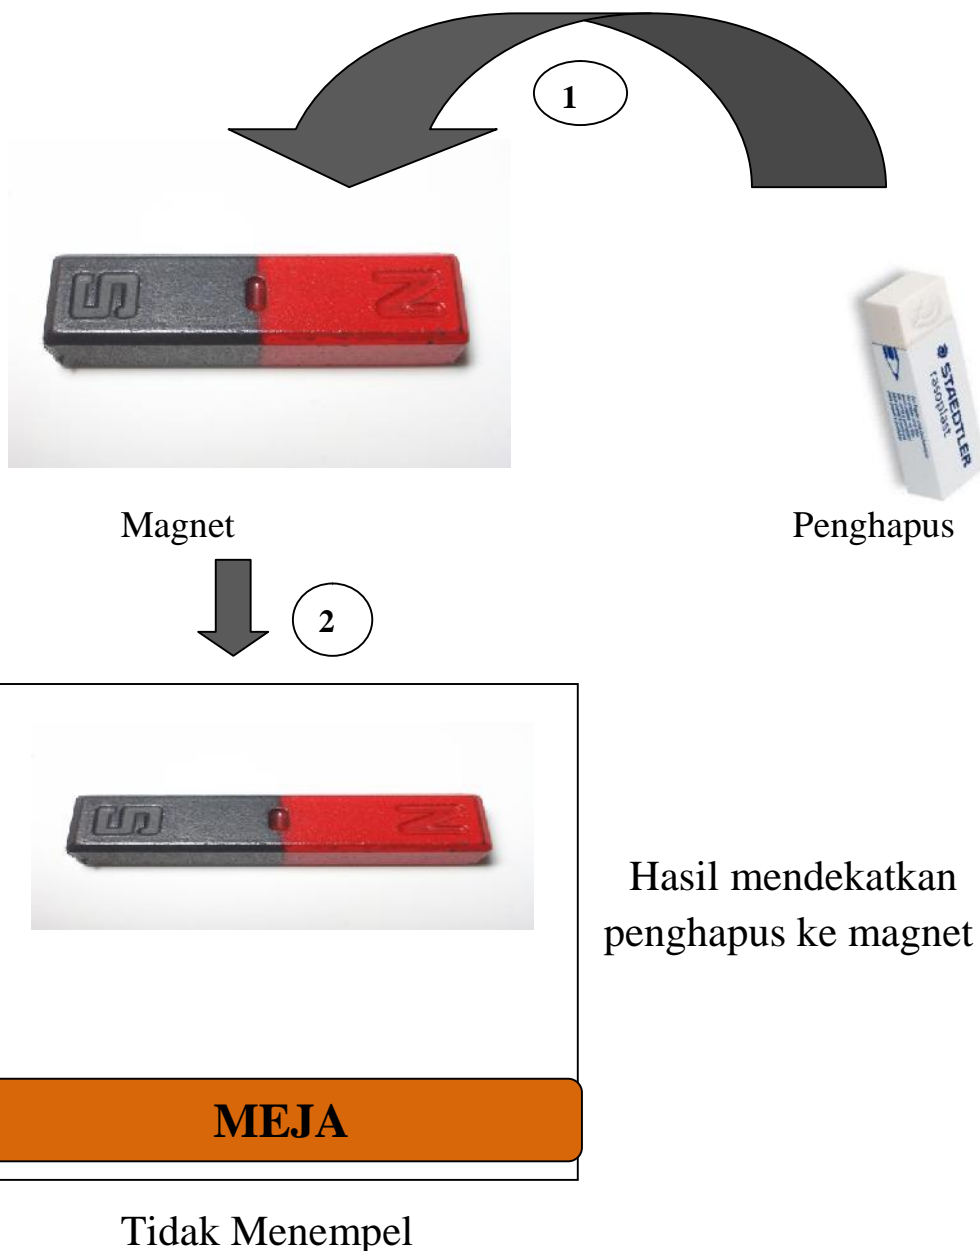 1
S N
STAEDTLER
rasoplast
Magnet
Penghapus
2
S N
Hasil mendekatkan
penghapus ke magnet
MEJA
Tidak Menempel